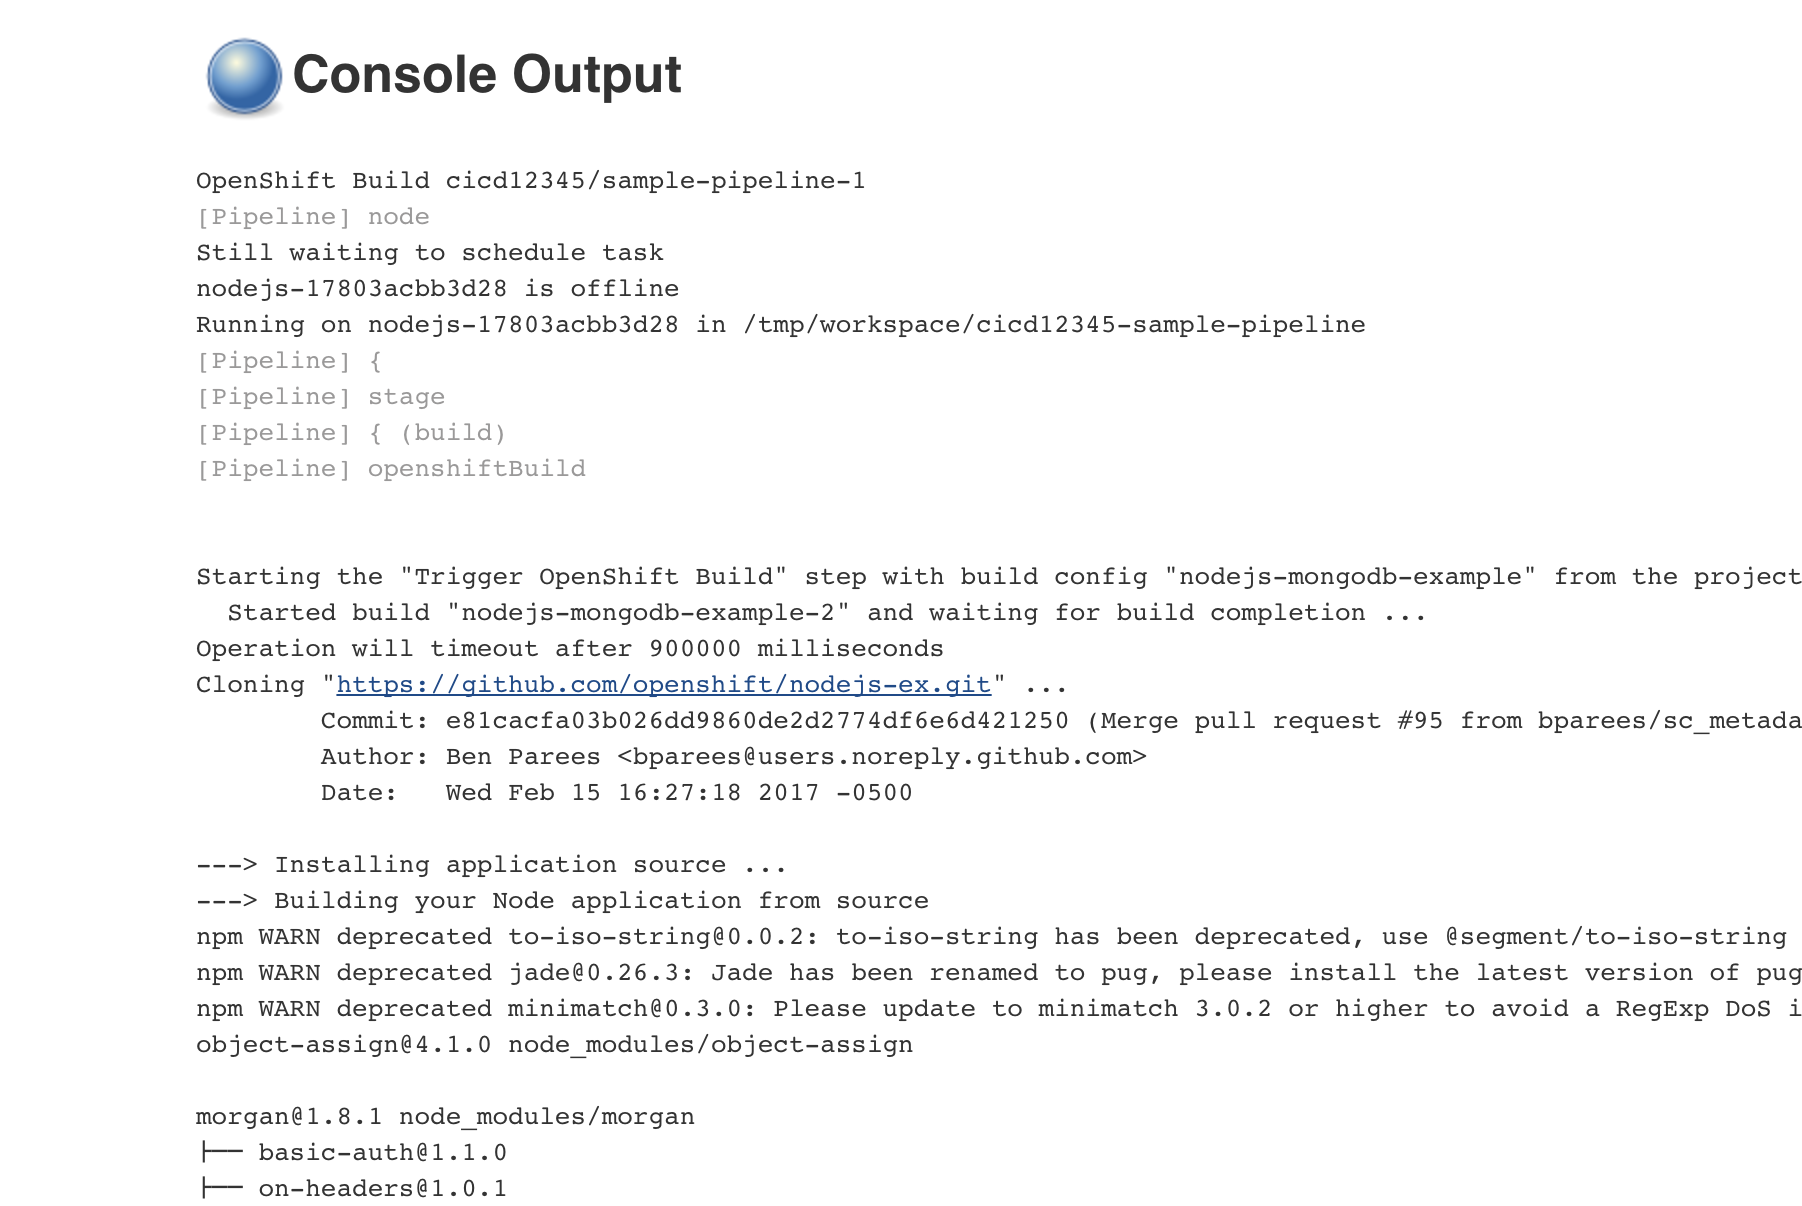 Console Output
OpenShift Build cicd12345/sample-pipeline-1
[Pipeline] node
Still waiting to schedule task
nodejs-17803acbb3d28 is offline
Running on nodejs-17803acbb3d28 in /tmp/workspace/cicd12345-sample-pipeline
[Pipeline] {
[Pipeline] stage
[Pipeline] { (build)
[Pipeline] openshiftBuild
Starting the "Trigger OpenShift Build" step with build config "nodejs-mongodb-example" from the project
  Started build "nodejs-mongodb-example-2" and waiting for build completion ...
Operation will timeout after 900000 milliseconds
Cloning "https://github.com/openshift/nodejs-ex.git" ...
        Commit: e81cacfa03b026dd9860de2d2774df6e6d421250 (Merge pull request #95 from bparees/sc_metada
        Author: Ben Parees <bparees@users.noreply.github.com>
        Date:   Wed Feb 15 16:27:18 2017 -0500
---> Installing application source ...
---> Building your Node application from source
npm WARN deprecated to-iso-string@0.0.2: to-iso-string has been deprecated, use @segment/to-iso-string
npm WARN deprecated jade@0.26.3: Jade has been renamed to pug, please install the latest version of pug
npm WARN deprecated minimatch@0.3.0: Please update to minimatch 3.0.2 or higher to avoid a RegExp DoS i
object-assign@4.1.0 node_modules/object-assign
morgan@1.8.1 node_modules/morgan
├── basic-auth@1.1.0
├── on-headers@1.0.1